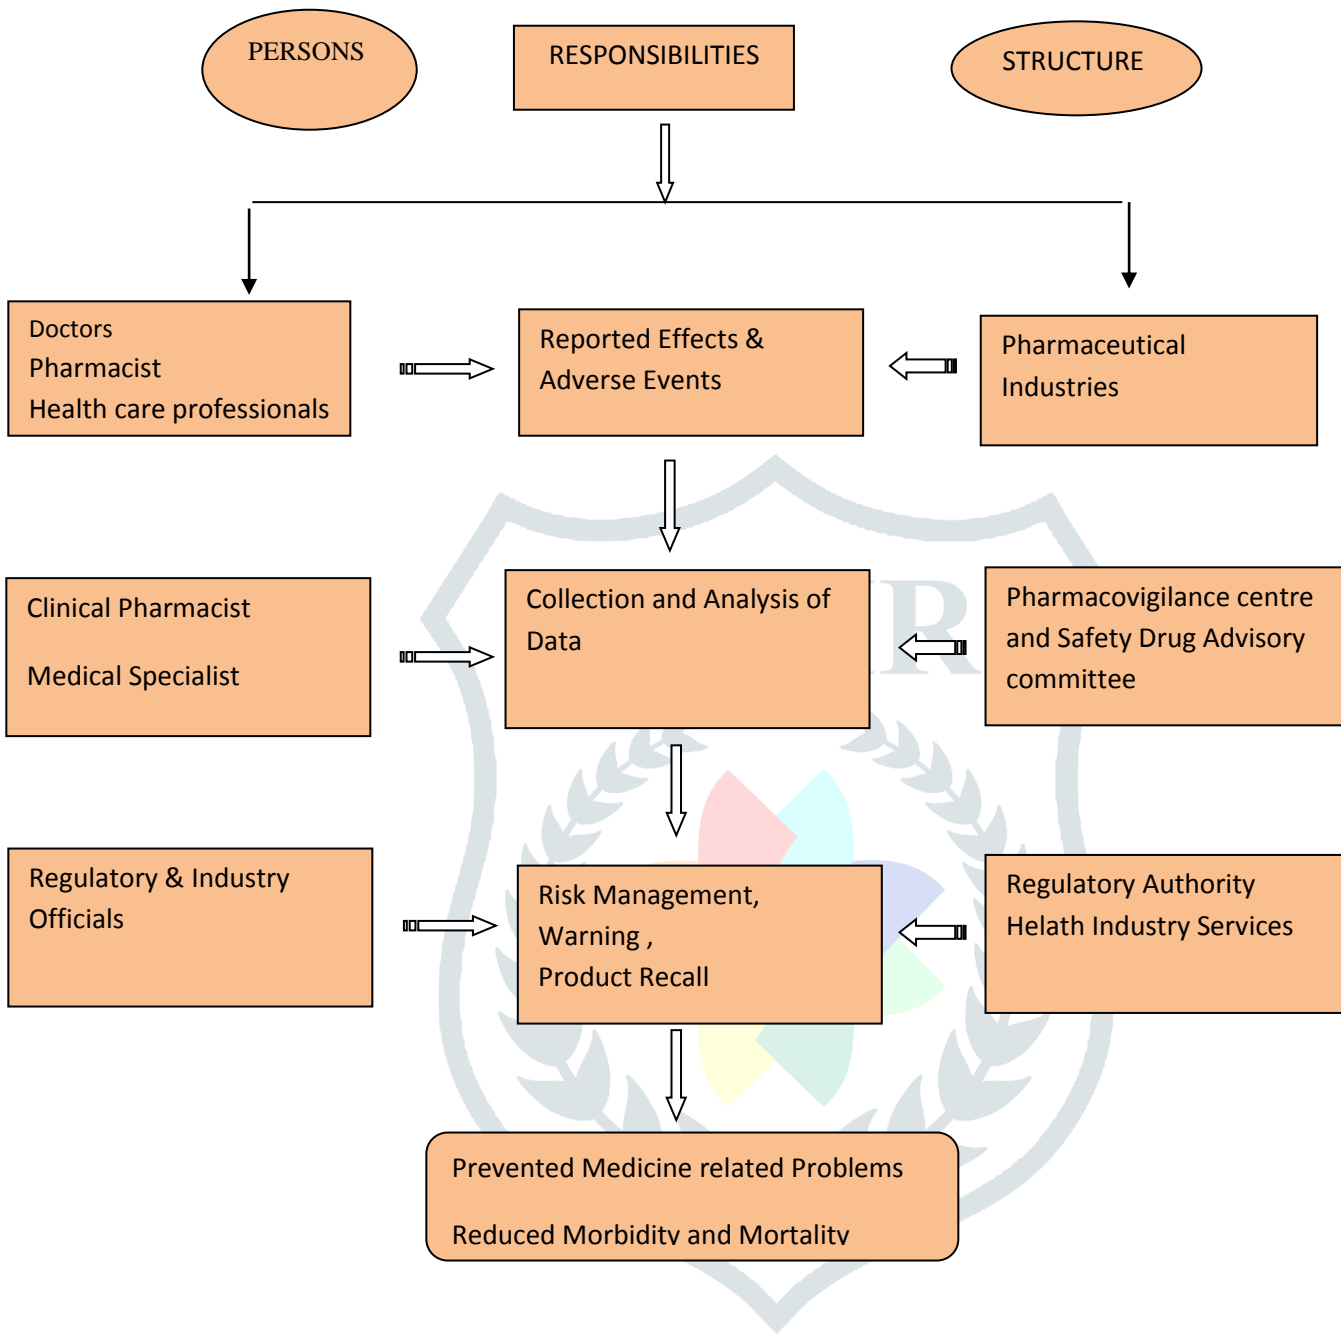 PERSONS
RESPONSIBILITIES
STRUCTURE
Doctors
Pharmacist
Health care professionals
Reported Effects &
Adverse Events
Pharmaceutical
Industries
Clinical Pharmacist
Medical Specialist
Collection and Analysis of
Data
Pharmacovigilance centre
and Safety Drug Advisory
committee
Regulatory & Industry
Officials
Risk Management,
Warning ,
Product Recall
Regulatory Authority
Helath Industry Services
Prevented Medicine related Problems
Reduced Morbidity and Mortality